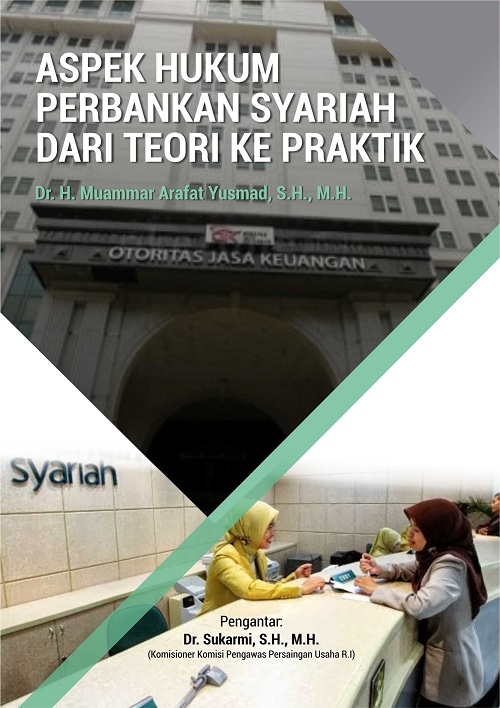 ASPEK HUKUM
PERBANKAN SYARIAH
DARI TEORI KE PRAKTIK
Dr. H. Muammar Arafat Yusmad, S.H., M.H.
OTORITAS JASA KEUANGAN
syariah
Pengantar:
Dr. Sukarmi, S.H., M.H.
(Komisioner Komisi Pengawas Persaingan Usaha R.I)